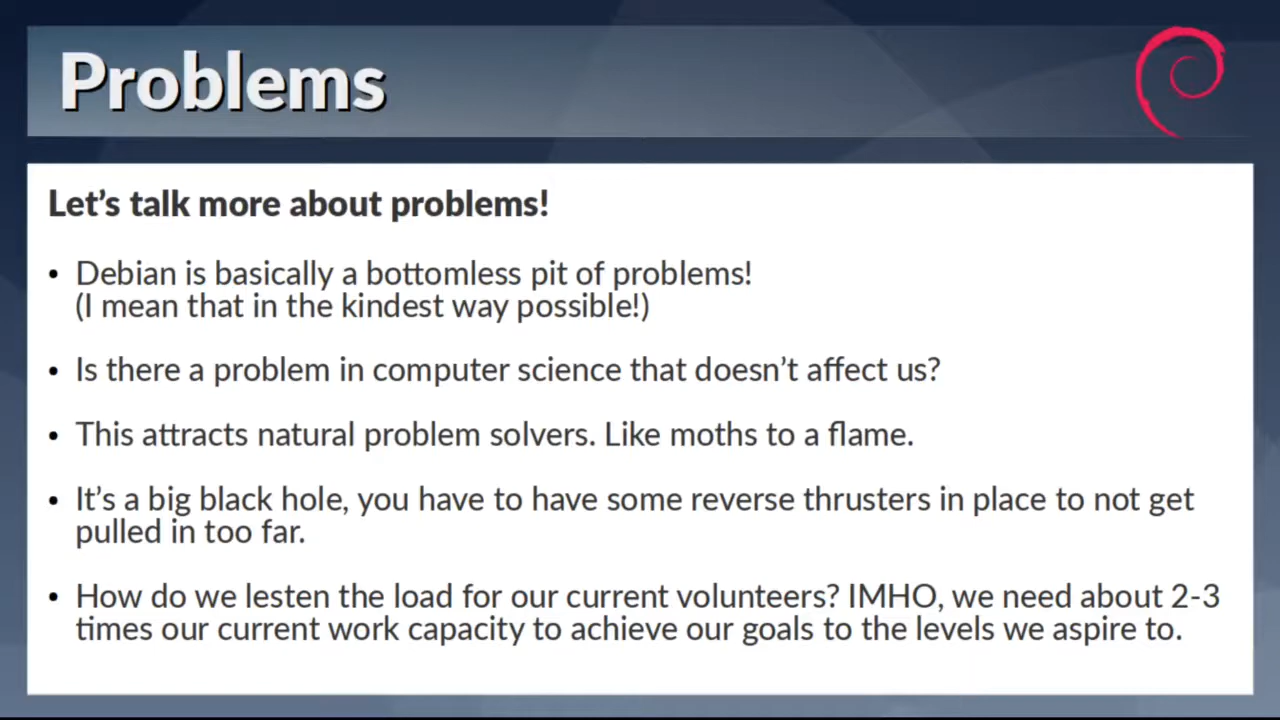 Problems
Let’s talk more about problems!
• Debian is basically a bottomless pit of problems!
(I mean that in the kindest way possible!)
• Is there a problem in computer science that doesn’t affect us?
• This attracts natural problem solvers. Like moths to a flame.
• It’s a big black hole, you have to have some reverse thrusters in place to not get
pulled in too far.
• How do we lesten the load for our current volunteers? IMHO, we need about 2-3
times our current work capacity to achieve our goals to the levels we aspire to.